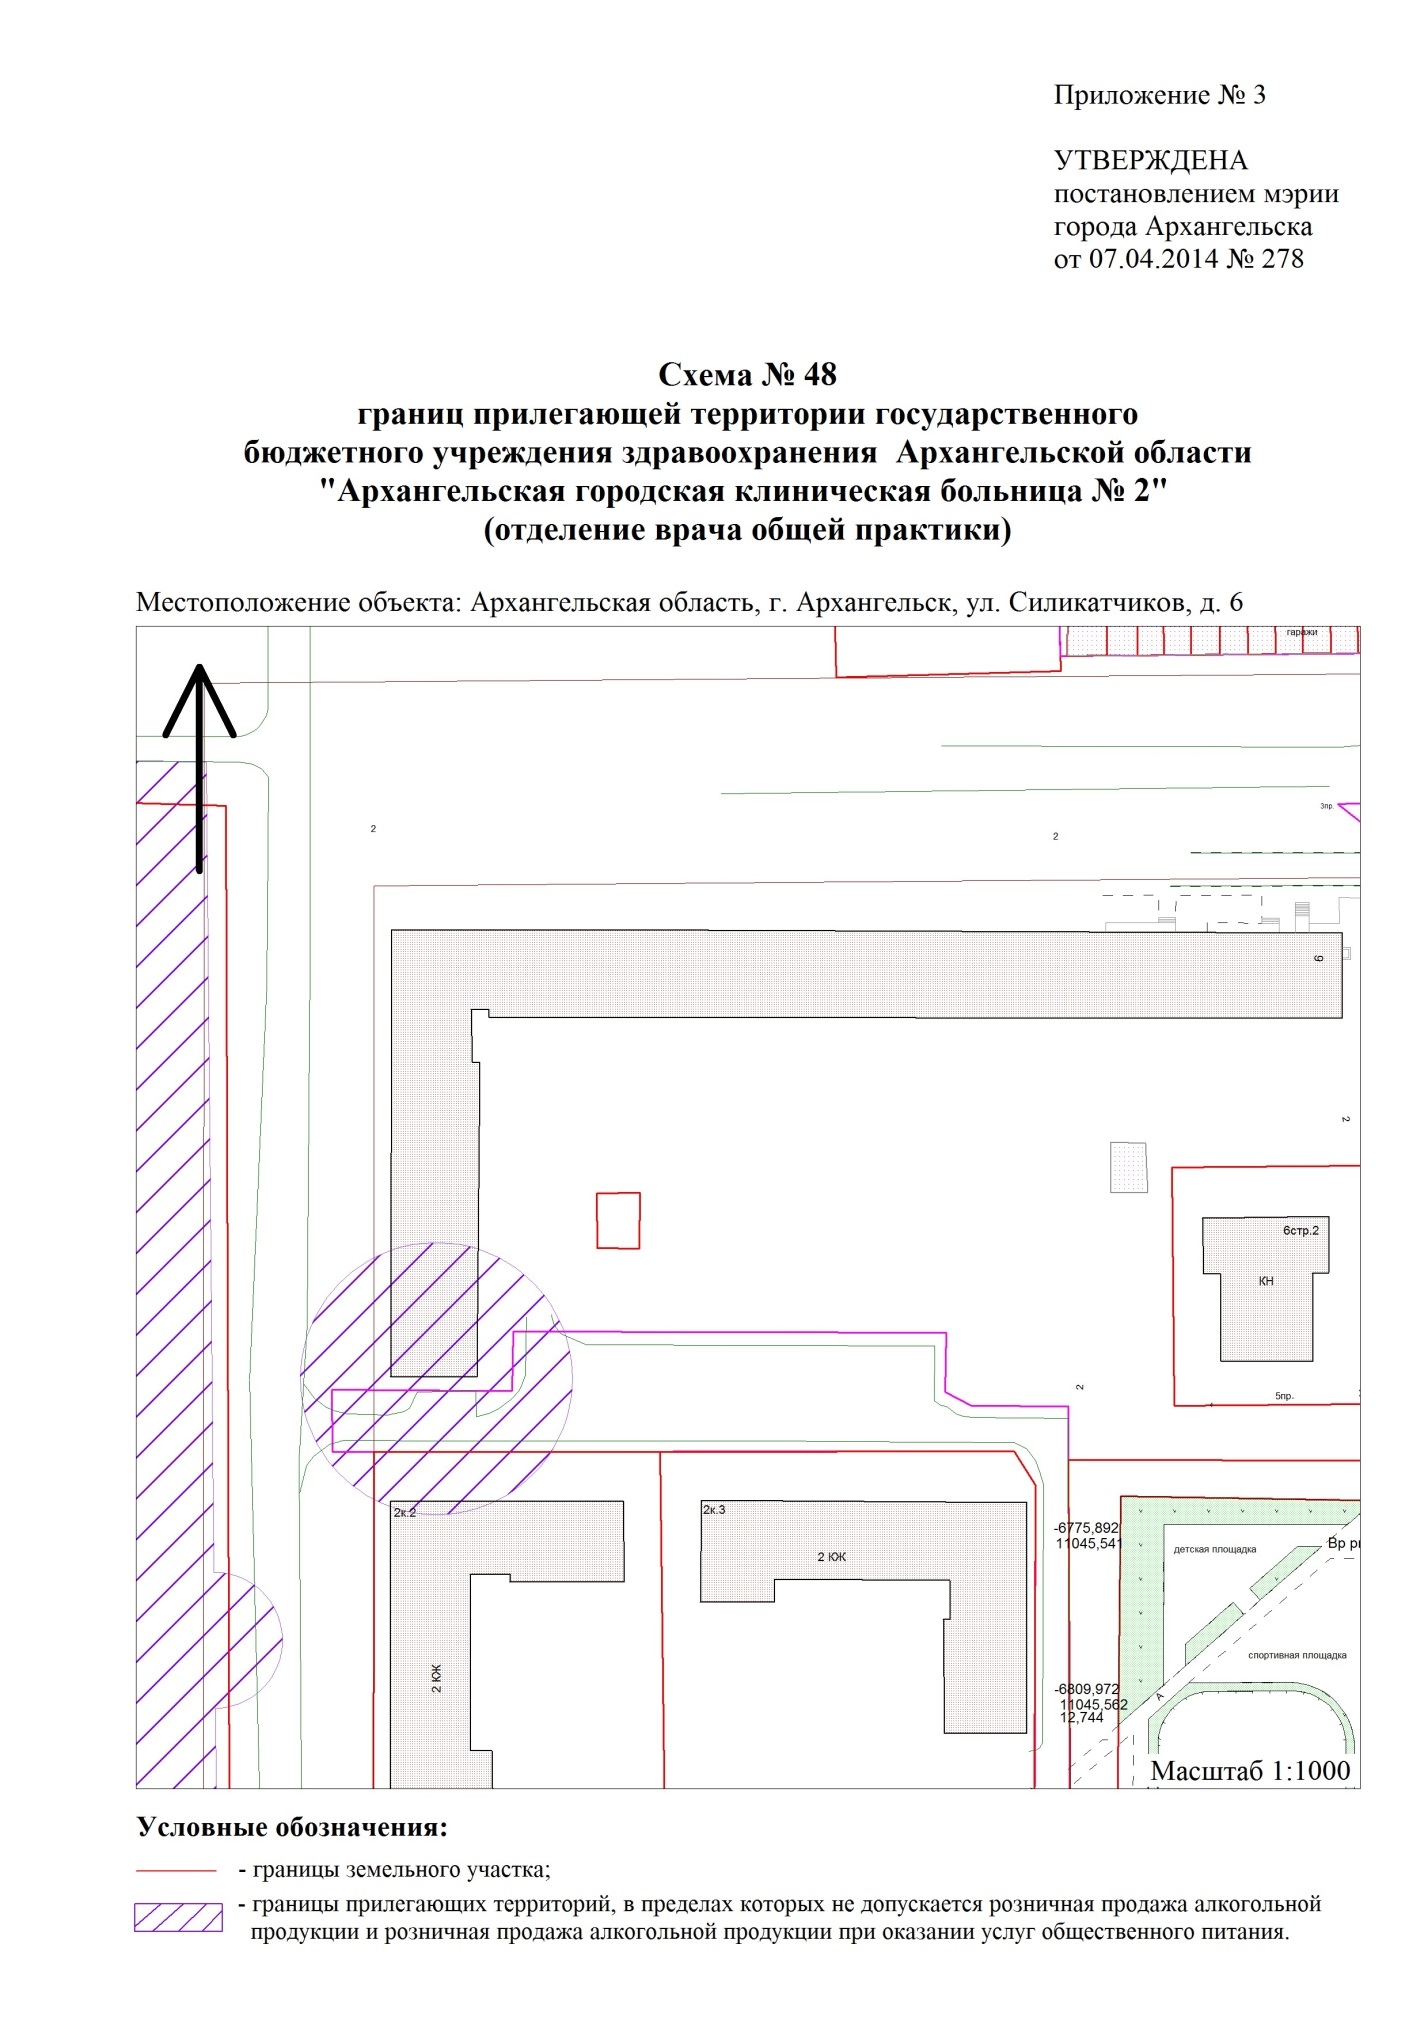 Приложение № 3
УТВЕРЖДЕНА
постановлением мэрии
города Архангельска
от 07.04.2014 № 278
Схема № 48
границ прилегающей территории государственного
бюджетного учреждения здравоохранения Архангельской области
"Архангельская городская клиническая больница № 2"
(отделение врача общей практики)
Местоположение объекта: Архангельская область, г. Архангельск, ул. Силикатчиков, д. 6
гаражи
3пр.
2
2
6
2
6стр.2
КН
2
5пр.
2к.2
2к.3
2 КЖ
2 КЖ
-6775,892
11045,541
детская площадка
Вр
спортивная площадка
-6809,972
11045,562
12,744
А
Масштаб 1:1000
Условные обозначения:
- границы земельного участка;
- границы прилегающих территорий, в пределах которых не допускается розничная продажа алкогольной
продукции и розничная продажа алкогольной продукции при оказании услуг общественного питания.